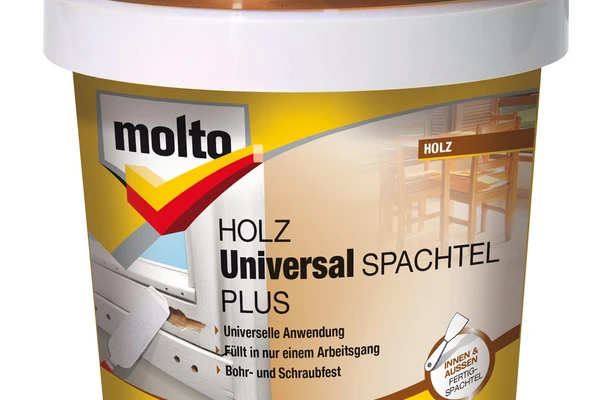 molto
HOLZ
HOLZ
Universal SPACHTEL
PLUS
Universelle Anwendung
Füllt in nur einem Arbeitsgang
Bohr- und Schraubfest
INNEN &
AUSSEN
FERTIG-
SPACHTEL